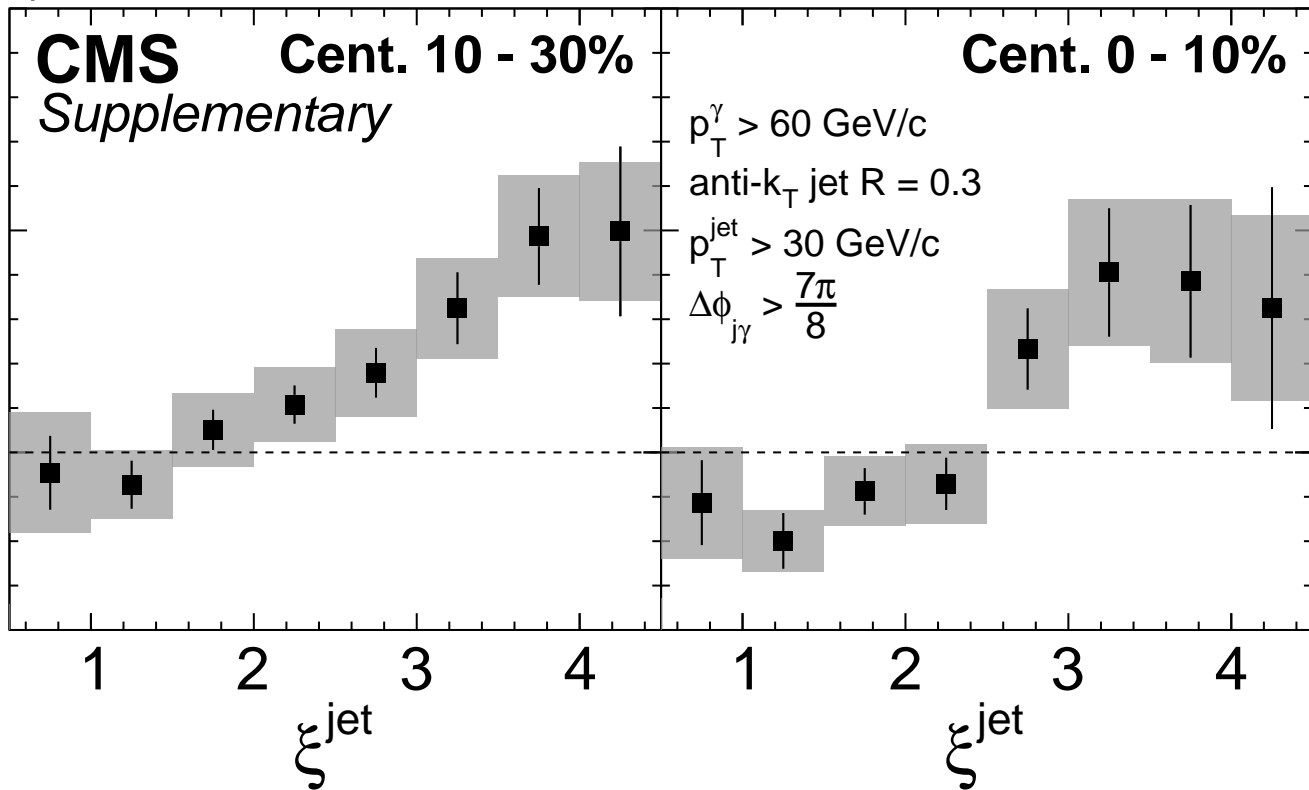 CMS Cent. 10 - 30%
Supplementary
Cent. 0 - 10%
p_T^γ > 60 GeV/c
anti-k_T jet R = 0.3
p_T^jet > 30 GeV/c
Δϕ_jγ > 7π/8
1 2 3 4
1 2 3 4
ξ^jet
ξ^jet